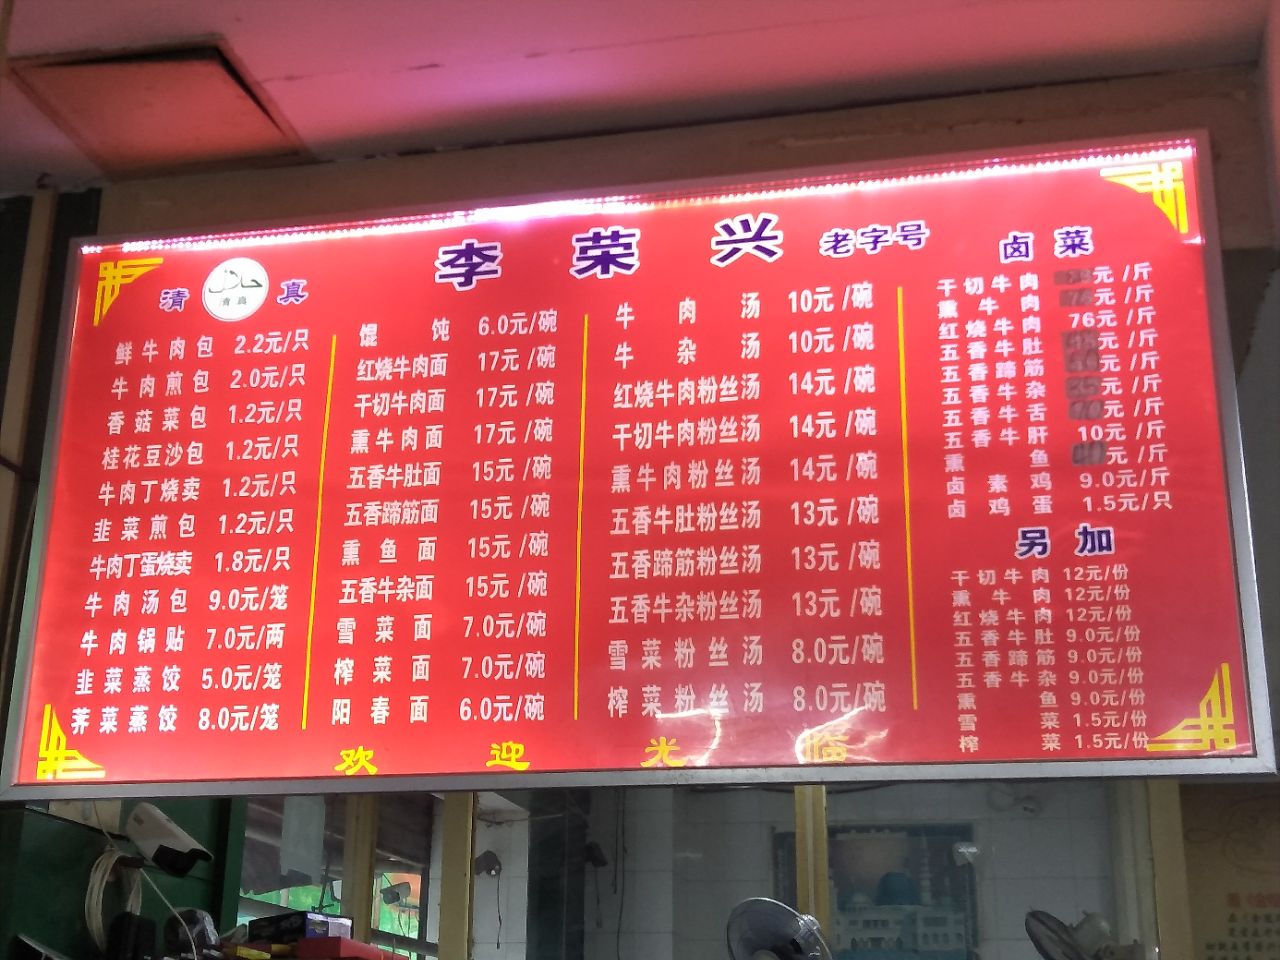 李荣兴 老字号
清 حلال 真
清真
鲜牛肉包 2.2元/只
牛肉煎包 2.0元/只
香菇菜包 1.2元/只
桂花豆沙包 1.2元/只
牛肉丁烧卖 1.2元/只
韭菜煎包 1.2元/只
牛肉丁蛋烧卖 1.8元/只
牛肉汤包 9.0元/笼
牛肉锅贴 7.0元/两
韭菜蒸饺 5.0元/笼
荠菜蒸饺 8.0元/笼
馄饨 6.0元/碗
红烧牛肉面 17元/碗
干切牛肉面 17元/碗
熏牛肉面 17元/碗
五香牛肚面 15元/碗
五香蹄筋面 15元/碗
熏鱼面 15元/碗
五香牛杂面 15元/碗
雪菜面 7.0元/碗
榨菜面 7.0元/碗
阳春面 6.0元/碗
牛肉汤 10元/碗
牛杂汤 10元/碗
红烧牛肉粉丝汤 14元/碗
干切牛肉粉丝汤 14元/碗
熏牛肉粉丝汤 14元/碗
五香牛肚粉丝汤 13元/碗
五香蹄筋粉丝汤 13元/碗
五香牛杂粉丝汤 13元/碗
雪菜粉丝汤 8.0元/碗
榨菜粉丝汤 8.0元/碗
卤菜
干切牛肉 元/斤
熏牛肉 元/斤
红烧牛肉 76元/斤
五香牛肚 元/斤
五香蹄筋 元/斤
五香牛杂 元/斤
五香牛舌 元/斤
五香牛肝 10元/斤
熏鱼 元/斤
卤素鸡 9.0元/斤
卤鸡蛋 1.5元/只
另加
干切牛肉 12元/份
熏牛肉 12元/份
红烧牛肉 12元/份
五香牛肚 9.0元/份
五香蹄筋 9.0元/份
五香牛杂 9.0元/份
熏鱼 9.0元/份
雪菜 1.5元/份
榨菜 1.5元/份
欢迎光临